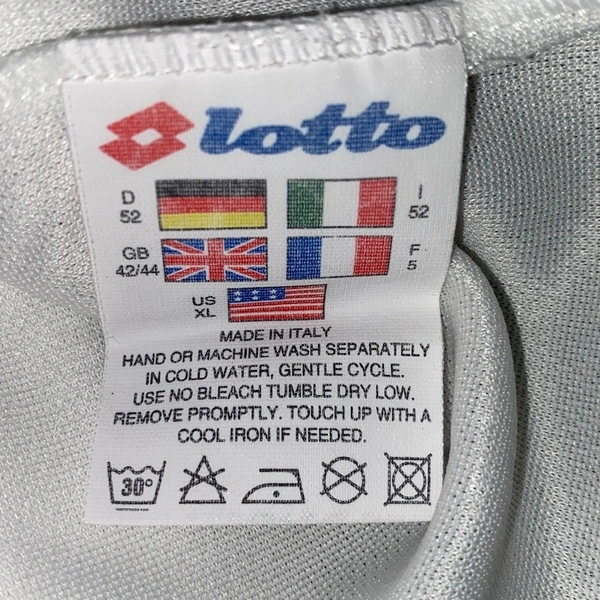 lotto
D 52 I 52
GB 42/44 F 5
US XL
MADE IN ITALY
HAND OR MACHINE WASH SEPARATELY
IN COLD WATER, GENTLE CYCLE.
USE NO BLEACH TUMBLE DRY LOW.
REMOVE PROMPTLY. TOUCH UP WITH A
COOL IRON IF NEEDED.
30°